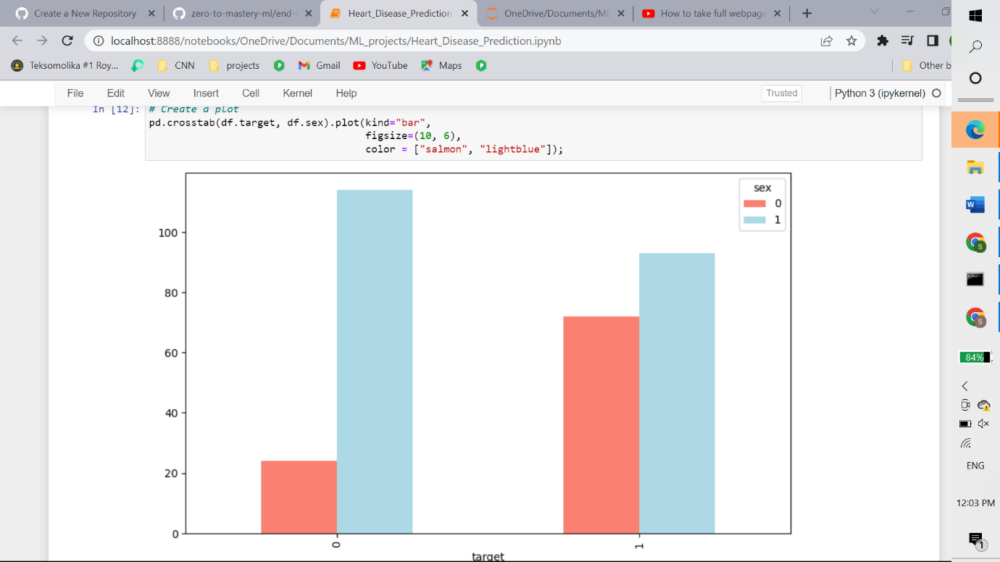 Create a New Repository
zero-to-mastery-ml/end-t
Heart_Disease_Prediction
OneDrive/Documents/ML
How to take full webpage
localhost:8888/notebooks/OneDrive/Documents/ML_projects/Heart_Disease_Prediction.ipynb
Teksomolika #1 Roy...
CNN
projects
Gmail
YouTube
Maps
Other b
File Edit View Insert Cell Kernel Help
Trusted
Python 3 (ipykernel)
In [12]: # Create a plot
pd.crosstab(df.target, df.sex).plot(kind="bar",
figsize=(10, 6),
color = ["salmon", "lightblue"]);
sex
0
1
100
80
60
40
20
0
0
1
target
84%
ENG
12:03 PM
1